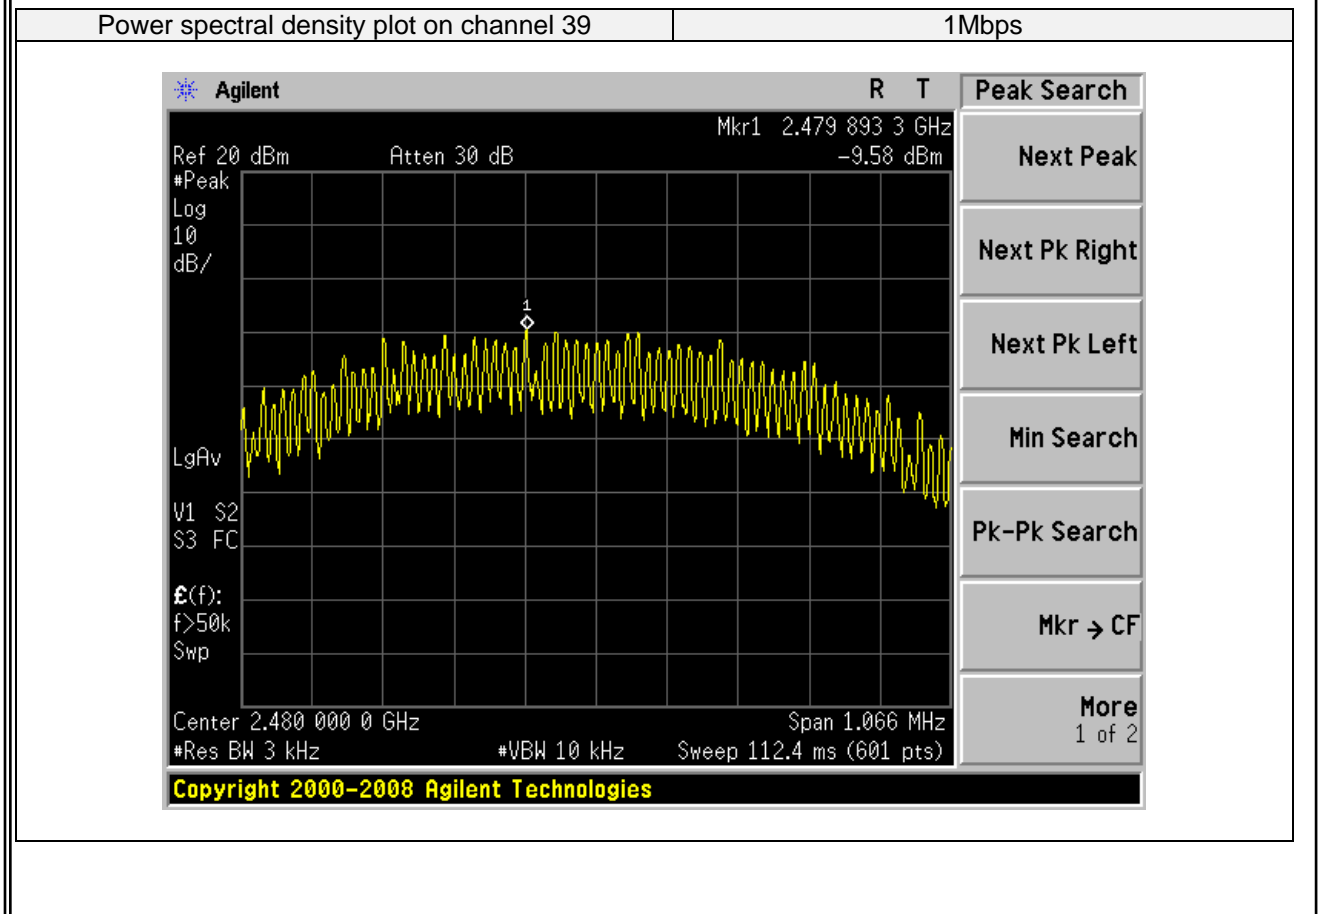 Power spectral density plot on channel 39 1Mbps
Agilent R T Peak Search
Mkr1 2.479 893 3 GHz
Ref 20 dBm Atten 30 dB -9.58 dBm
#Peak
Log
10
dB/
1
LgAv
V1 S2
S3 FC
£(f):
f>50k
Swp
Center 2.480 000 0 GHz Span 1.066 MHz
#Res BW 3 kHz #VBW 10 kHz Sweep 112.4 ms (601 pts)
Copyright 2000-2008 Agilent Technologies
Next Peak
Next Pk Right
Next Pk Left
Min Search
Pk-Pk Search
Mkr → CF
More
1 of 2